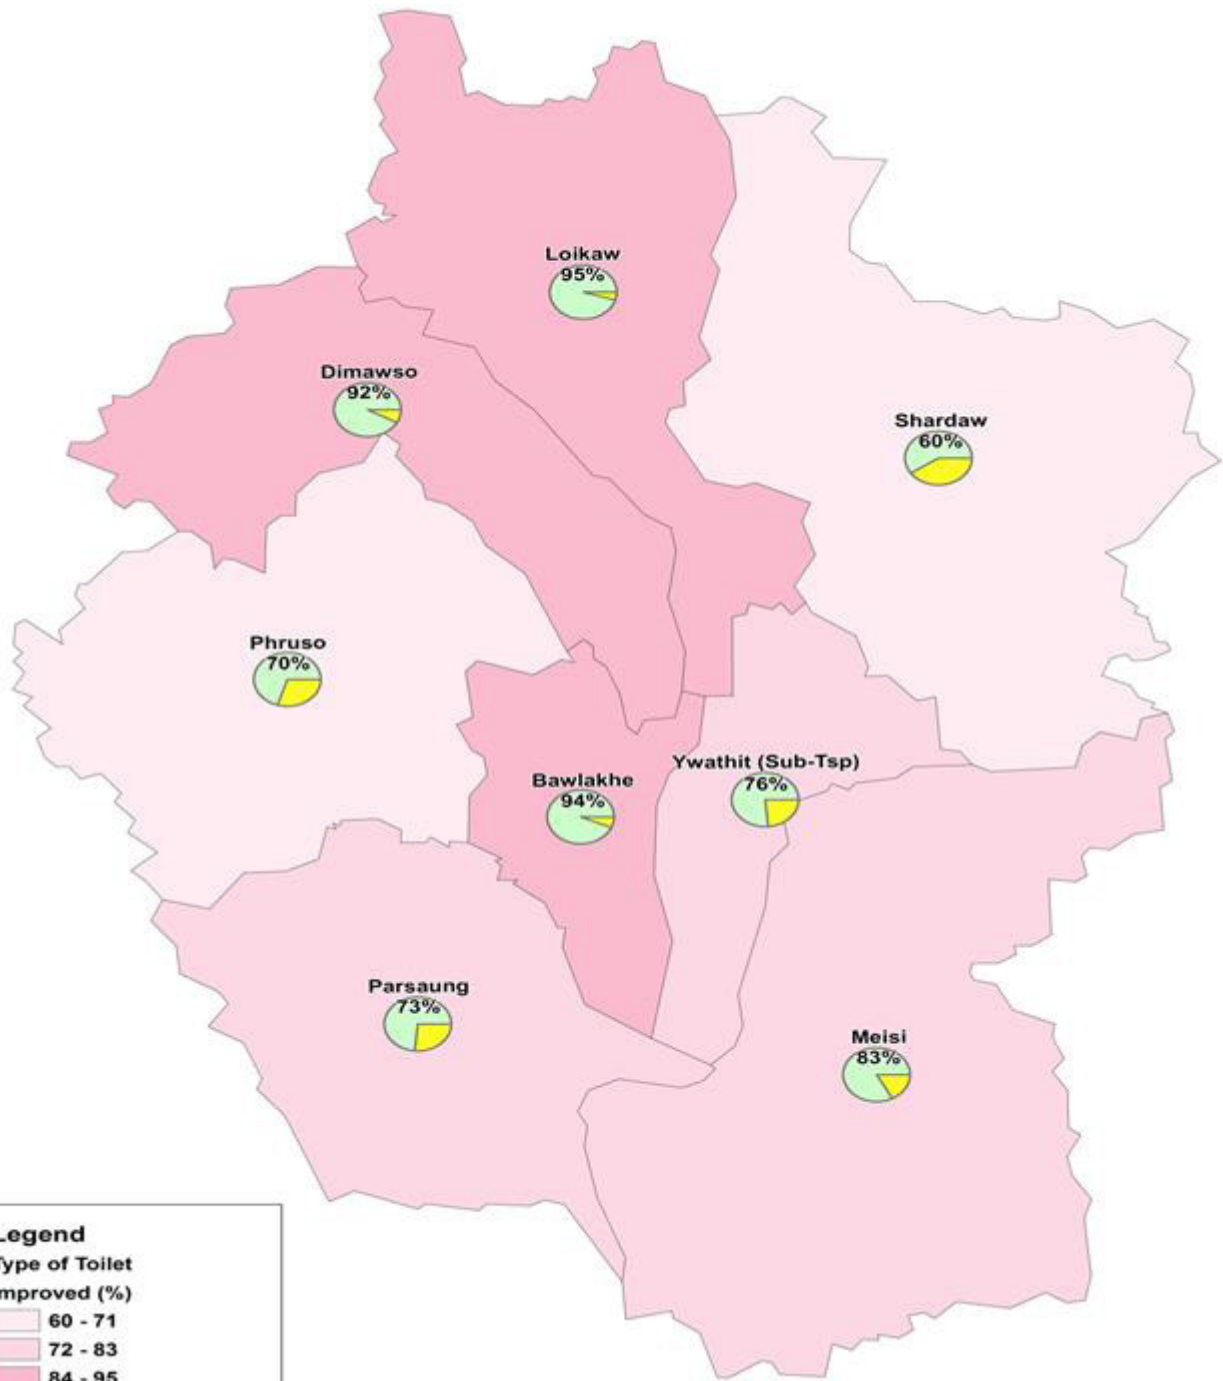 Loikaw
95%
Dimawso
92%
Shardaw
60%
Phruso
70%
Ywathit (Sub-Tsp)
76%
Bawlakhe
94%
Parsaung
73%
Meisi
83%
Legend
Type of Toilet
Improved (%)
60 - 71
72 - 83
84 - 95